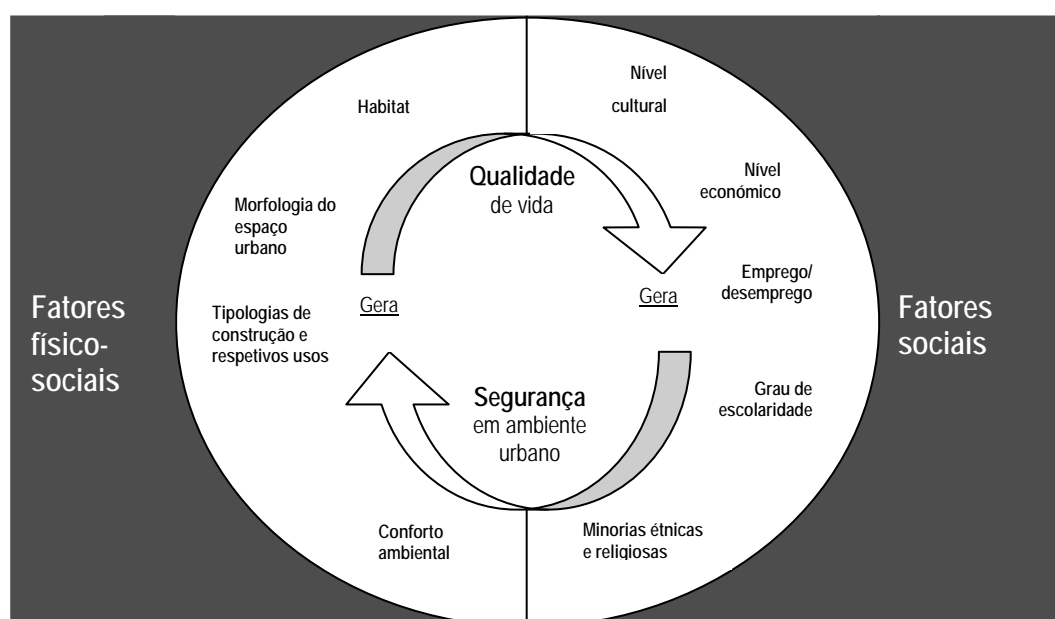 Habitat
Nível
cultural
Qualidade
de vida
Nível
económico
Morfologia do
espaço
urbano
Emprego/
desemprego
Gera
Gera
Fatores
físico-
sociais
Tipologias de
construção e
respetivos usos
Fatores
sociais
Grau de
escolaridade
Segurança
em ambiente
urbano
Conforto
ambiental
Minorias étnicas
e religiosas